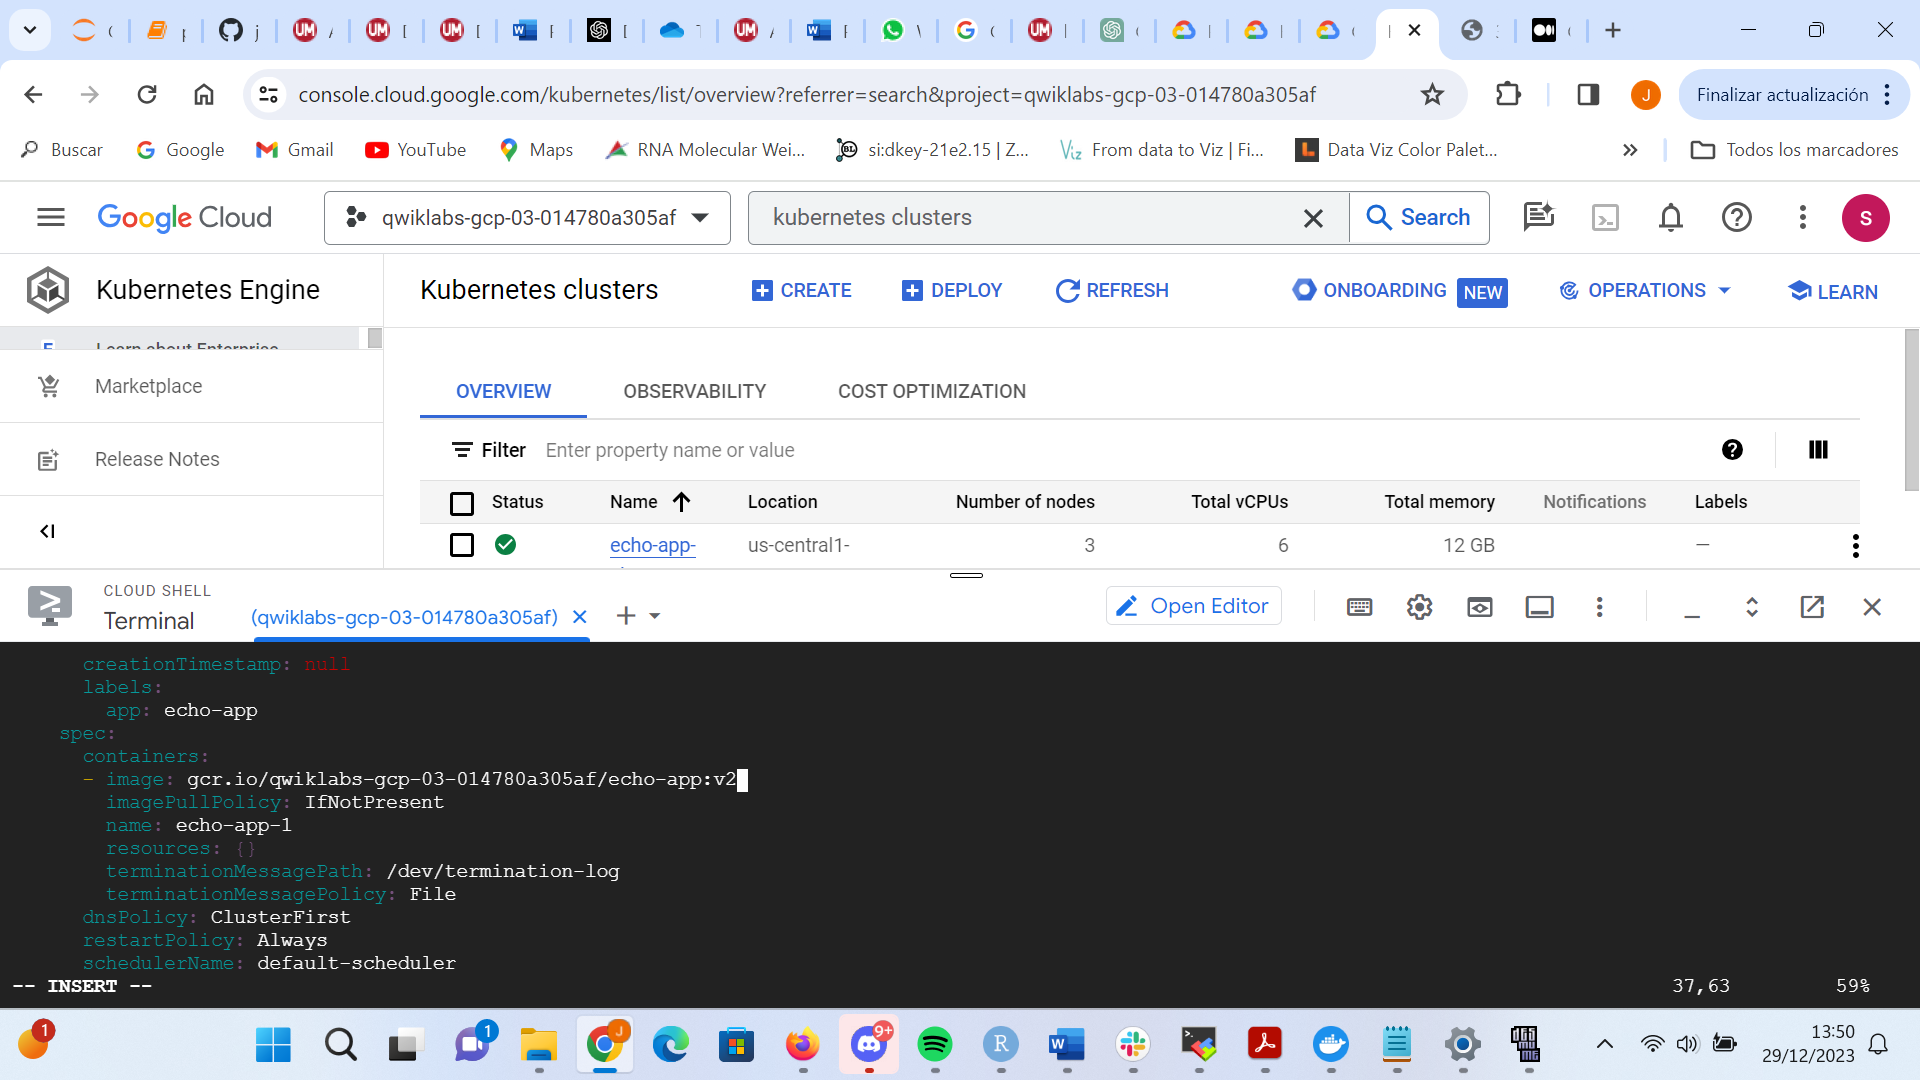 console.cloud.google.com/kubernetes/list/overview?referrer=search&project=qwiklabs-gcp-03-014780a305af
J
Finalizar actualización
Buscar
Google
Gmail
YouTube
Maps
RNA Molecular Wei...
si:dkey-21e2.15 | Z...
From data to Viz | Fi...
Data Viz Color Palet...
Todos los marcadores
Google Cloud
qwiklabs-gcp-03-014780a305af
kubernetes clusters
Search
S
Kubernetes Engine
Kubernetes clusters
CREATE
DEPLOY
REFRESH
ONBOARDING NEW
OPERATIONS
LEARN
Learn about Enterprise
Marketplace
Release Notes
OVERVIEW
OBSERVABILITY
COST OPTIMIZATION
Filter Enter property name or value
Status Name Location Number of nodes Total vCPUs Total memory Notifications Labels
echo-app- us-central1- 3 6 12 GB —
CLOUD SHELL
Terminal
(qwiklabs-gcp-03-014780a305af)
Open Editor
creationTimestamp: null
labels:
app: echo-app
spec:
containers:
- image: gcr.io/qwiklabs-gcp-03-014780a305af/echo-app:v2
imagePullPolicy: IfNotPresent
name: echo-app-1
resources: {}
terminationMessagePath: /dev/termination-log
terminationMessagePolicy: File
dnsPolicy: ClusterFirst
restartPolicy: Always
schedulerName: default-scheduler
-- INSERT -- 37,63 59%
1
1
J
9+
13:50
29/12/2023